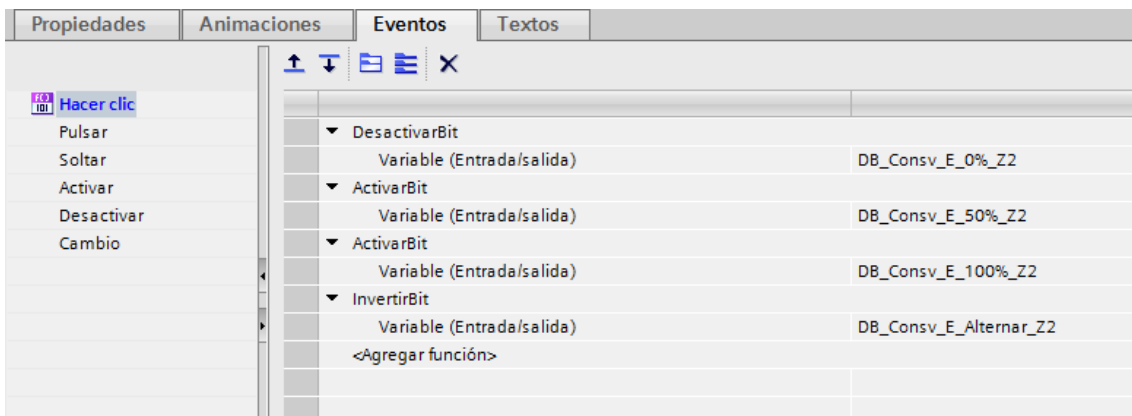 Propiedades Animaciones Eventos Textos
Hacer clic
Pulsar
Soltar
Activar
Desactivar
Cambio
DesactivarBit
Variable (Entrada/salida) DB_Consv_E_0%_Z2
ActivarBit
Variable (Entrada/salida) DB_Consv_E_50%_Z2
ActivarBit
Variable (Entrada/salida) DB_Consv_E_100%_Z2
InvertirBit
Variable (Entrada/salida) DB_Consv_E_Alternar_Z2
<Agregar función>